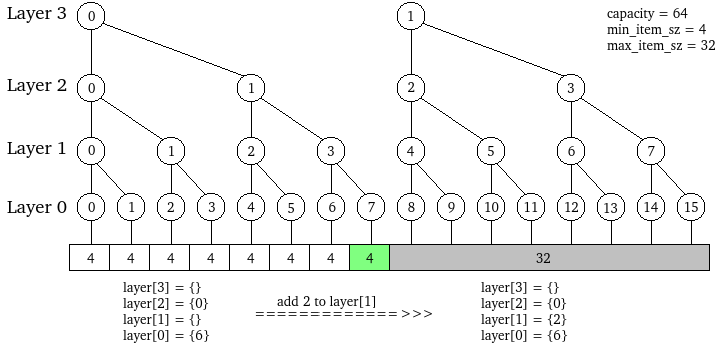 Layer 3 0 1
capacity = 64
min_item_sz = 4
max_item_sz = 32
Layer 2 0 1 2 3
Layer 1 0 1 2 3 4 5 6 7
Layer 0 0 1 2 3 4 5 6 7 8 9 10 11 12 13 14 15
4 4 4 4 4 4 4 4 32
layer[3] = {}
layer[2] = {0}
layer[1] = {}
layer[0] = {6}
add 2 to layer[1]
=============>>>
layer[3] = {}
layer[2] = {0}
layer[1] = {2}
layer[0] = {6}